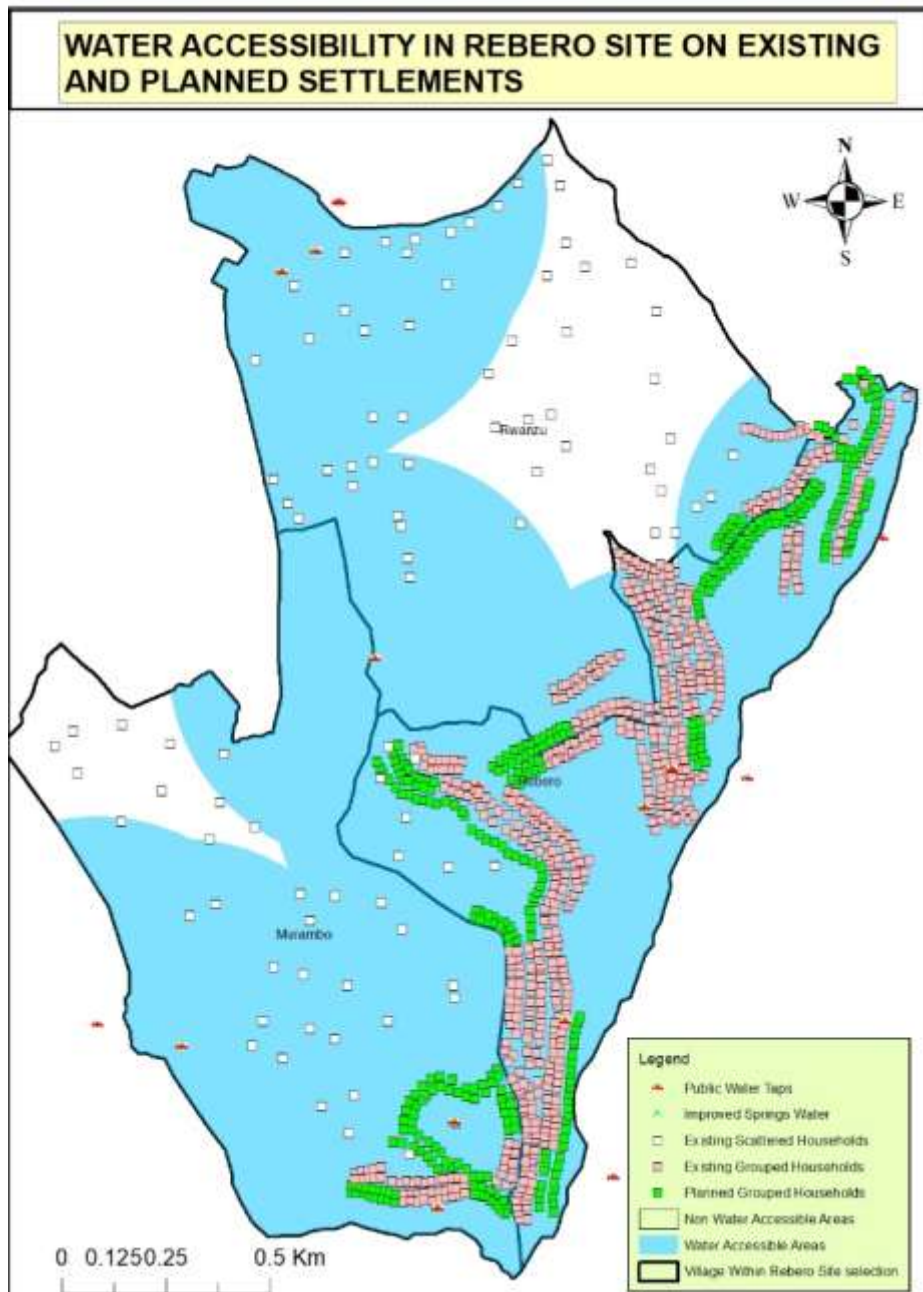 WATER ACCESSIBILITY IN REBERO SITE ON EXISTING
AND PLANNED SETTLEMENTS
N
W E
S
Rwanzu
Rebero
Murambo
Legend
Public Water Taps
Improved Springs Water
Existing Scattered Households
Existing Grouped Households
Planned Grouped Households
Non Water Accessible Areas
Water Accessible Areas
Village Within Rebero Site selection
0 0.1250.25 0.5 Km